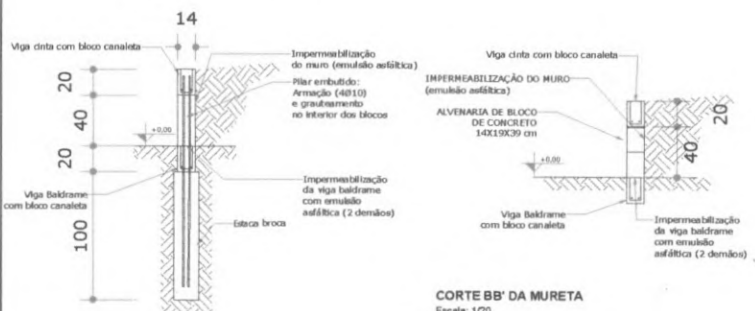 14
Viga cinta com bloco canaleta
Impermeabilização
do muro (emulsão asfáltica)
Pilar embutido:
Armação (4Ø10)
e grauteamento
no interior dos blocos
20
40
20
100
+0,00
Viga Baldrame
com bloco canaleta
Impermeabilização
da viga baldrame
com emulsão
asfáltica (2 demãos)
Estaca broca
Viga cinta com bloco canaleta
IMPERMEABILIZAÇÃO DO MURO
(emulsão asfáltica)
ALVENARIA DE BLOCO
DE CONCRETO
14X19X39 cm
20
40
+0,00
Viga Baldrame
com bloco canaleta
Impermeabilização
da viga baldrame
com emulsão
asfáltica (2 demãos)
CORTE BB' DA MURETA
Escala: 1/20